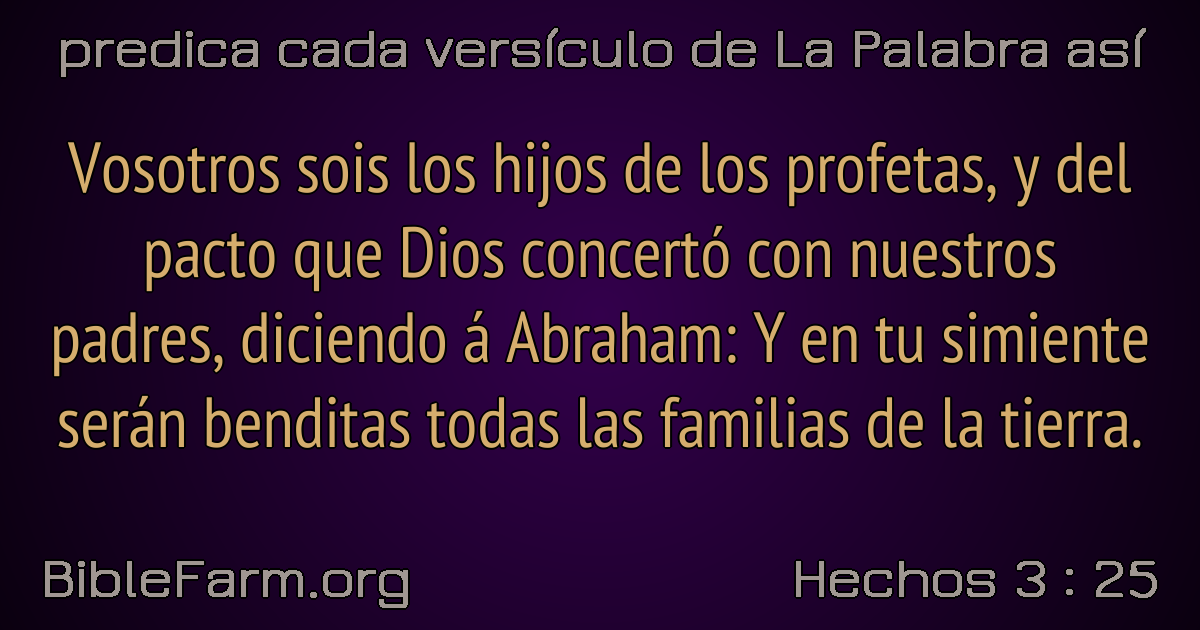 predica cada versículo de La Palabra así
Vosotros sois los hijos de los profetas, y del
pacto que Dios concertó con nuestros
padres, diciendo á Abraham: Y en tu simiente
serán benditas todas las familias de la tierra.
BibleFarm.org
Hechos 3 : 25